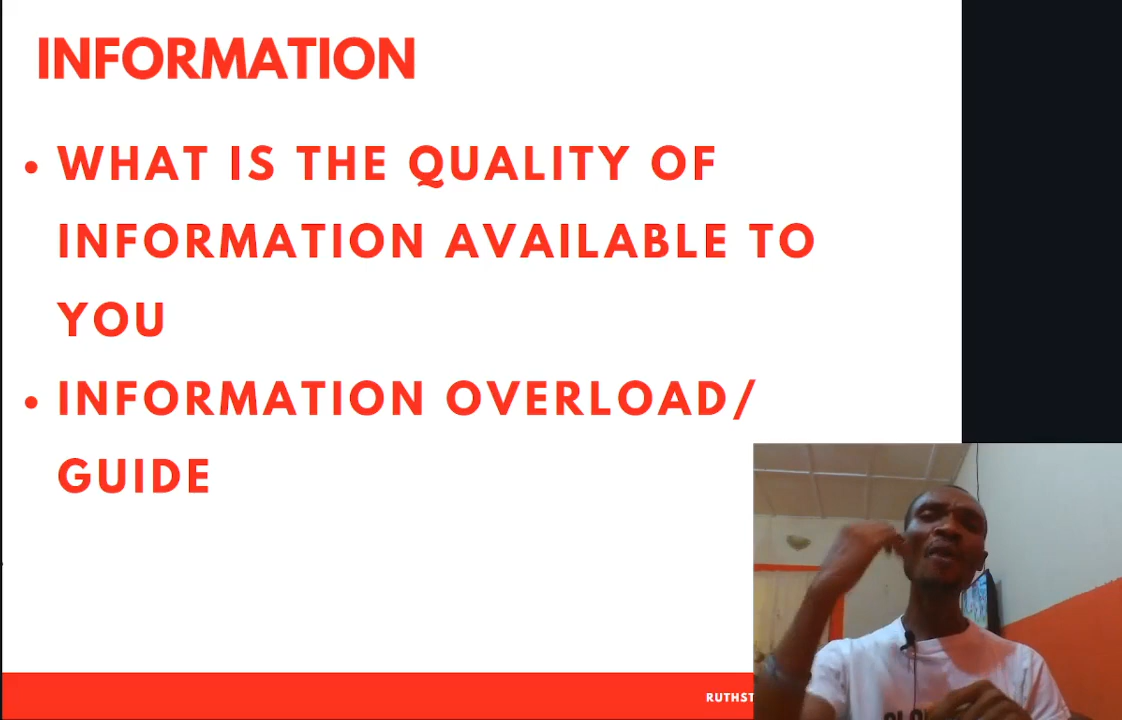 INFORMATION
• WHAT IS THE QUALITY OF
INFORMATION AVAILABLE TO
YOU
• INFORMATION OVERLOAD/
GUIDE